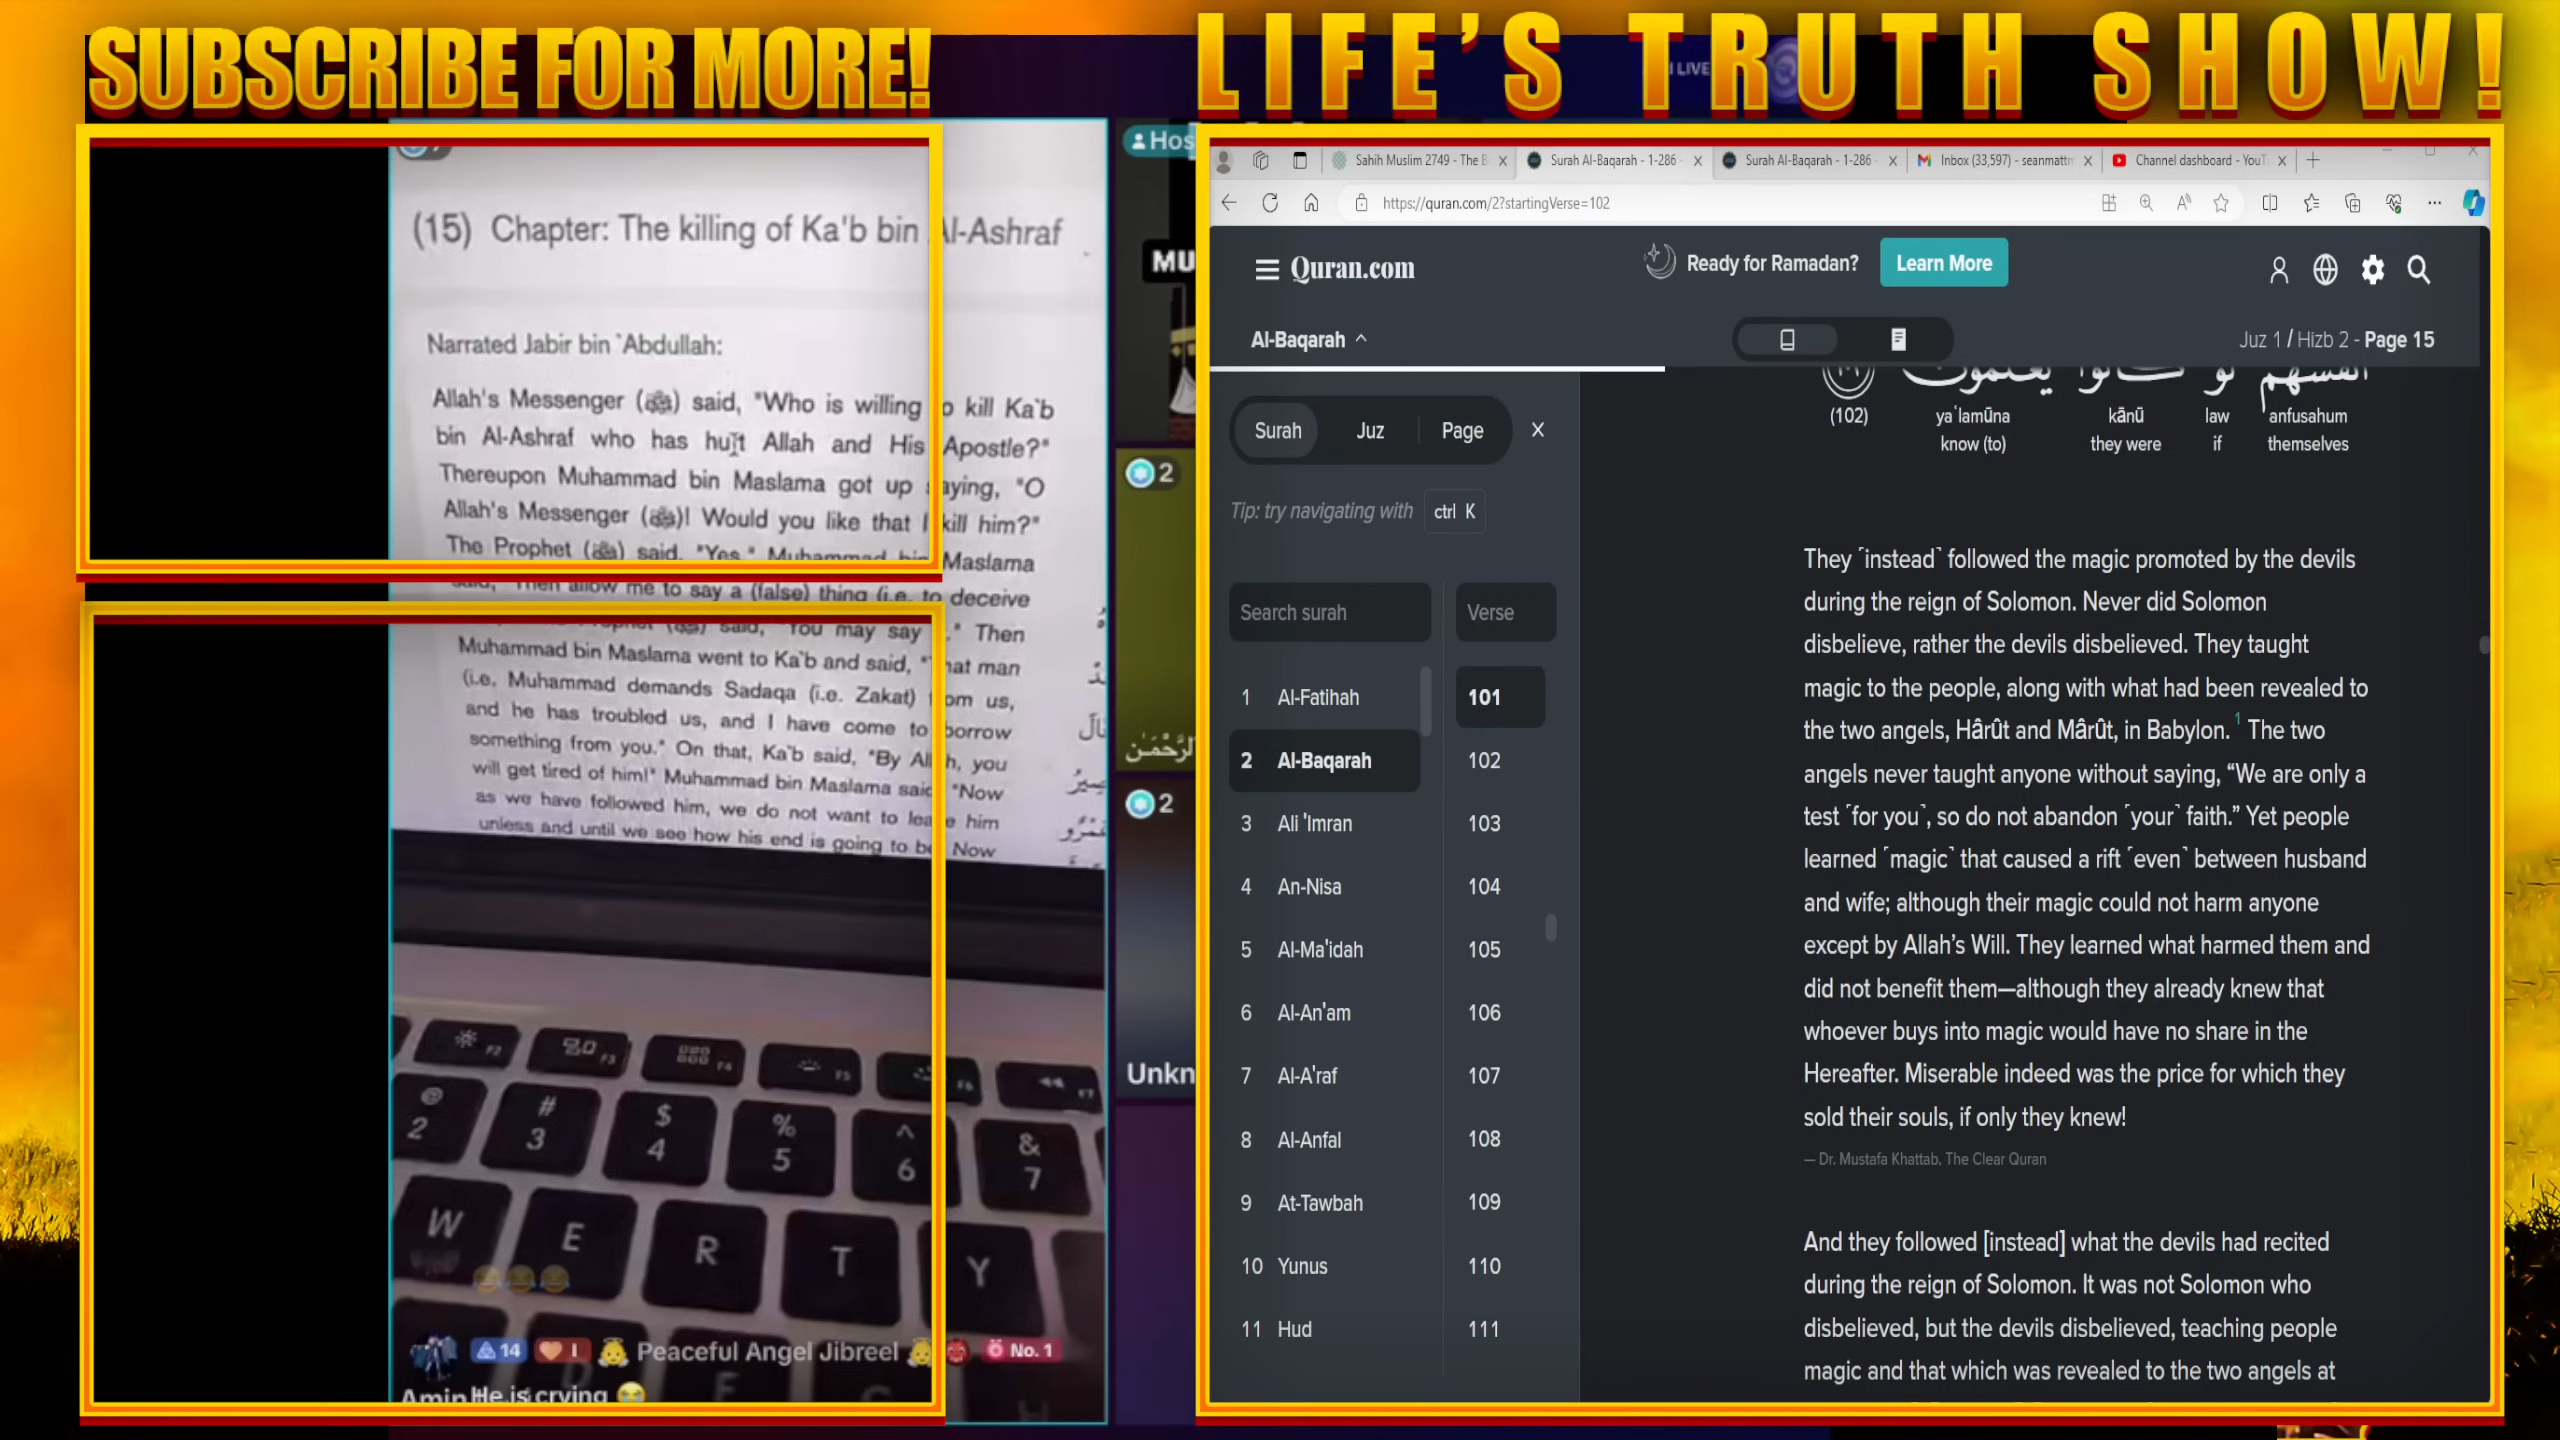 SUBSCRIBE FOR MORE!
LIFE'S TRUTH SHOW!
(15) Chapter: The killing of Ka'b bin Al-Ashraf
Narrated Jabir bin `Abdullah:
Allah's Messenger (ﷺ) said, "Who is willing to kill Ka`b
bin Al-Ashraf who has hurt Allah and His Apostle?"
Thereupon Muhammad bin Maslama got up saying, "O
Allah's Messenger (ﷺ)! Would you like that I kill him?"
The Prophet (ﷺ) said, "Yes," Muhammad bin Maslama
said, "Then allow me to say a (false) thing (i.e. to deceive
said, "You may say Then
Muhammad bin Maslama went to Ka`b and said, "That man
(i.e. Muhammad demands Sadaqa (i.e. Zakat) from us,
and he has troubled us, and I have come to borrow
something from you." On that, Ka`b said, "By Allah, you
will get tired of him!" Muhammad bin Maslama said, "Now
as we have followed him, we do not want to leave him
unless and until we see how his end is going to be. Now
@ 2 # 3 $ 4 % 5 ^ 6 & 7
W E R T Y
14 1 Peaceful Angel Jibreel No. 1
He is crying 😭
LIVE
Hos
MU
2
الرَّحْمَـٰن
2
Unkn
Sahih Muslim 2749 - The B
Surah Al-Baqarah - 1-286
Surah Al-Baqarah - 1-286
Inbox (33,597) - seanmattm
Channel dashboard - YouT
https://quran.com/2?startingVerse=102
Quran.com
Ready for Ramadan? Learn More
Al-Baqarah
Juz 1 / Hizb 2 - Page 15
Surah Juz Page
Tip: try navigating with ctrl K
Search surah Verse
1 Al-Fatihah 101
2 Al-Baqarah 102
3 Ali 'Imran 103
4 An-Nisa 104
5 Al-Ma'idah 105
6 Al-An'am 106
7 Al-A'raf 107
8 Al-Anfal 108
9 At-Tawbah 109
10 Yunus 110
11 Hud 111
(102) yaʿlamūna kānū law anfusahum
know (to) they were if themselves
They ˹instead˺ followed the magic promoted by the devils
during the reign of Solomon. Never did Solomon
disbelieve, rather the devils disbelieved. They taught
magic to the people, along with what had been revealed to
the two angels, Hârût and Mârût, in Babylon. 1 The two
angels never taught anyone without saying, “We are only a
test ˹for you˺, so do not abandon ˹your˺ faith.” Yet people
learned ˹magic˺ that caused a rift ˹even˺ between husband
and wife; although their magic could not harm anyone
except by Allah’s Will. They learned what harmed them and
did not benefit them—although they already knew that
whoever buys into magic would have no share in the
Hereafter. Miserable indeed was the price for which they
sold their souls, if only they knew!
— Dr. Mustafa Khattab, The Clear Quran
And they followed [instead] what the devils had recited
during the reign of Solomon. It was not Solomon who
disbelieved, but the devils disbelieved, teaching people
magic and that which was revealed to the two angels at